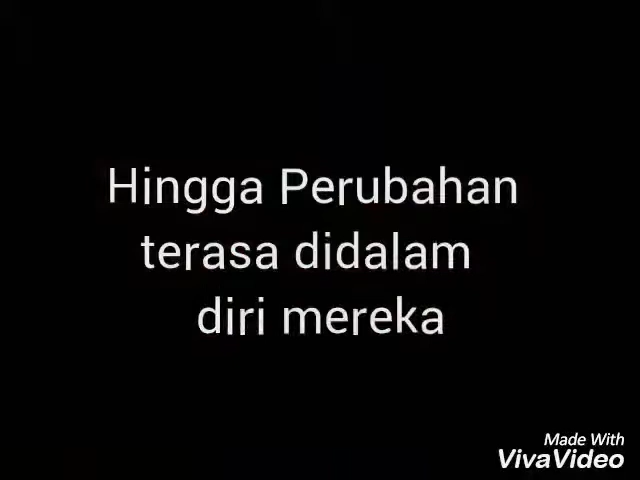 Hingga Perubahan
terasa didalam
diri mereka
Made With
VivaVideo